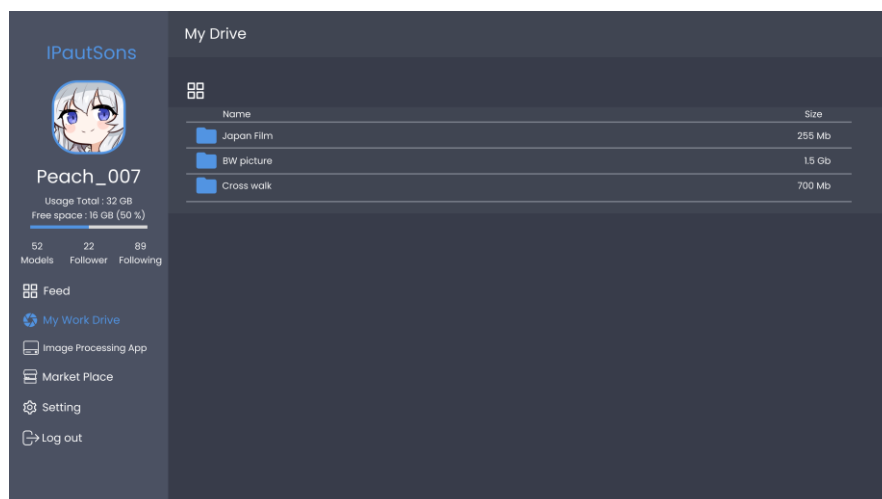 IPautSons
Peach_007
Usage Total : 32 GB
Free space : 16 GB (50 %)
52 22 89
Models Follower Following
Feed
My Work Drive
Image Processing App
Market Place
Setting
Log out
My Drive
Name Size
Japan Film 255 Mb
BW picture 1.5 Gb
Cross walk 700 Mb